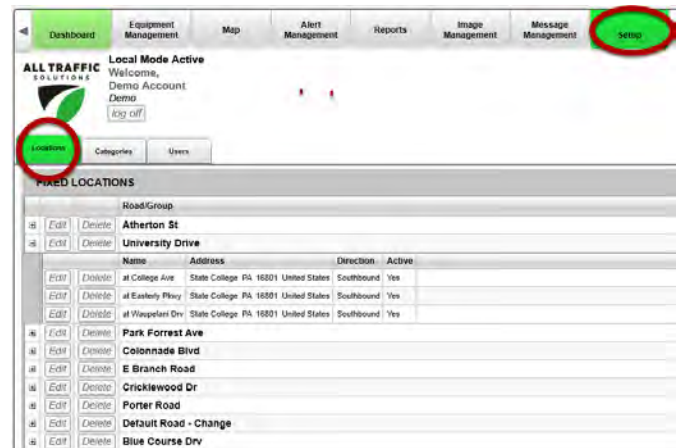 Dashboard Equipment Management Map Alert Management Reports Image Management Message Management Setup
ALL TRAFFIC SOLUTIONS
Local Mode Active
Welcome,
Demo Account
Demo
log off
Locations Categories Users
FIXED LOCATIONS
Road/Group
Edit Delete Atherton St
Edit Delete University Drive
Name Address Direction Active
Edit Delete at College Ave State College PA 16801 United States Southbound Yes
Edit Delete at Easterly Pkwy State College PA 16801 United States Southbound Yes
Edit Delete at Waupelani Drv State College PA 16801 United States Southbound Yes
Edit Delete Park Forrest Ave
Edit Delete Colonnade Blvd
Edit Delete E Branch Road
Edit Delete Cricklewood Dr
Edit Delete Porter Road
Edit Delete Default Road - Change
Edit Delete Blue Course Drv